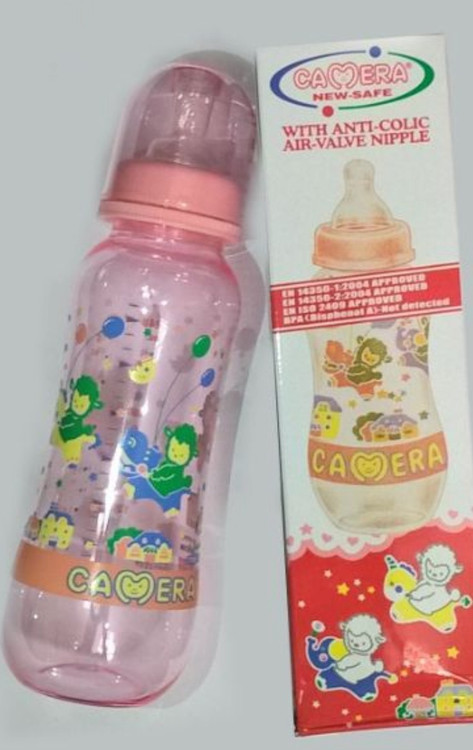 CAMERA®
NEW-SAFE
WITH ANTI-COLIC
AIR-VALVE NIPPLE
EN 14350-1:2004 APPROVED
EN 14350-2:2004 APPROVED
EN ISO 2409 APPROVED
BPA (Bisphenol A)-Not detected
CAMERA
CAMERA